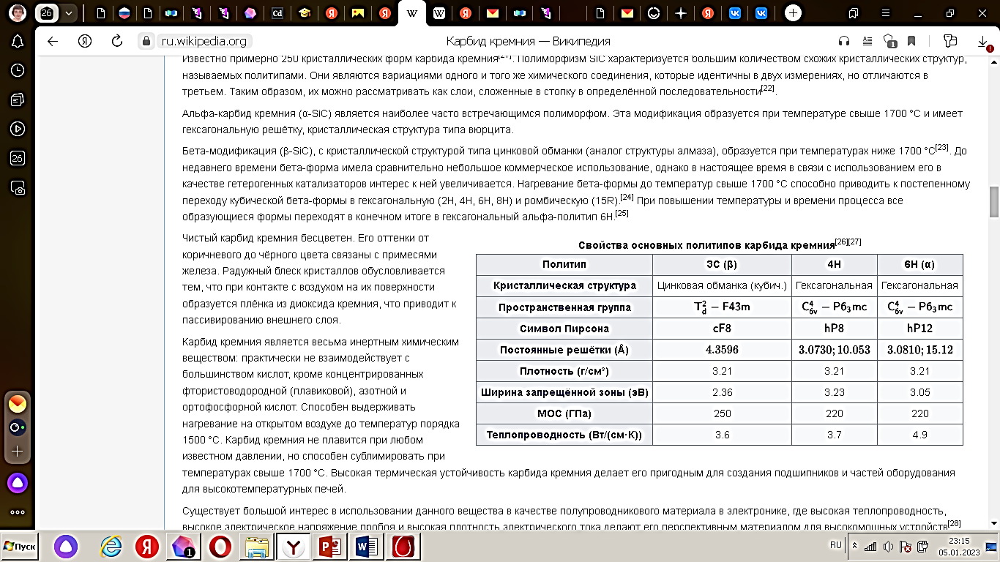 26
Cd
ru.wikipedia.org
Карбид кремния — Википедия
1
Известно примерно 250 кристаллических форм карбида кремния[21]. Полиморфизм SiC характеризуется большим количеством схожих кристаллических структур,
называемых политипами. Они являются вариациями одного и того же химического соединения, которые идентичны в двух измерениях, но отличаются в
третьем. Таким образом, их можно рассматривать как слои, сложенные в стопку в определённой последовательности[22].
Альфа-карбид кремния (α-SiC) является наиболее часто встречающимся полиморфом. Эта модификация образуется при температуре свыше 1700 °C и имеет
гексагональную решётку, кристаллическая структура типа вюрцита.
Бета-модификация (β-SiC), с кристаллической структурой типа цинковой обманки (аналог структуры алмаза), образуется при температурах ниже 1700 °C[23]. До
недавнего времени бета-форма имела сравнительно небольшое коммерческое использование, однако в настоящее время в связи с использованием его в
качестве гетерогенных катализаторов интерес к ней увеличивается. Нагревание бета-формы до температур свыше 1700 °C способно приводить к постепенному
переходу кубической бета-формы в гексагональную (2H, 4H, 6H, 8H) и ромбическую (15R).[24] При повышении температуры и времени процесса все
образующиеся формы переходят в конечном итоге в гексагональный альфа-политип 6H.[25]
Чистый карбид кремния бесцветен. Его оттенки от
коричневого до чёрного цвета связаны с примесями
железа. Радужный блеск кристаллов обусловливается
тем, что при контакте с воздухом на их поверхности
образуется плёнка из диоксида кремния, что приводит к
пассивированию внешнего слоя.
Карбид кремния является весьма инертным химическим
веществом: практически не взаимодействует с
большинством кислот, кроме концентрированных
фтористоводородной (плавиковой), азотной и
ортофосфорной кислот. Способен выдерживать
нагревание на открытом воздухе до температур порядка
1500 °C. Карбид кремния не плавится при любом
известном давлении, но способен сублимировать при
температурах свыше 1700 °C. Высокая термическая устойчивость карбида кремния делает его пригодным для создания подшипников и частей оборудования
для высокотемпературных печей.
Свойства основных политипов карбида кремния[26][27]
Политип 3C (β) 4H 6H (α)
Кристаллическая структура Цинковая обманка (кубич.) Гексагональная Гексагональная
Пространственная группа T²d − F43m C⁴6v − P6₃mc C⁴6v − P6₃mc
Символ Пирсона cF8 hP8 hP12
Постоянные решётки (Å) 4.3596 3.0730; 10.053 3.0810; 15.12
Плотность (г/см³) 3.21 3.21 3.21
Ширина запрещённой зоны (эВ) 2.36 3.23 3.05
МОС (ГПа) 250 220 220
Теплопроводность (Вт/(см·К)) 3.6 3.7 4.9
Существует большой интерес в использовании данного вещества в качестве полупроводникового материала в электронике, где высокая теплопроводность,
высокое электрическое напряжение пробоя и высокая плотность электрического тока делают его перспективным материалом для высокомощных устройств[28]
26
Пуск
1
RU
23:15
05.01.2023